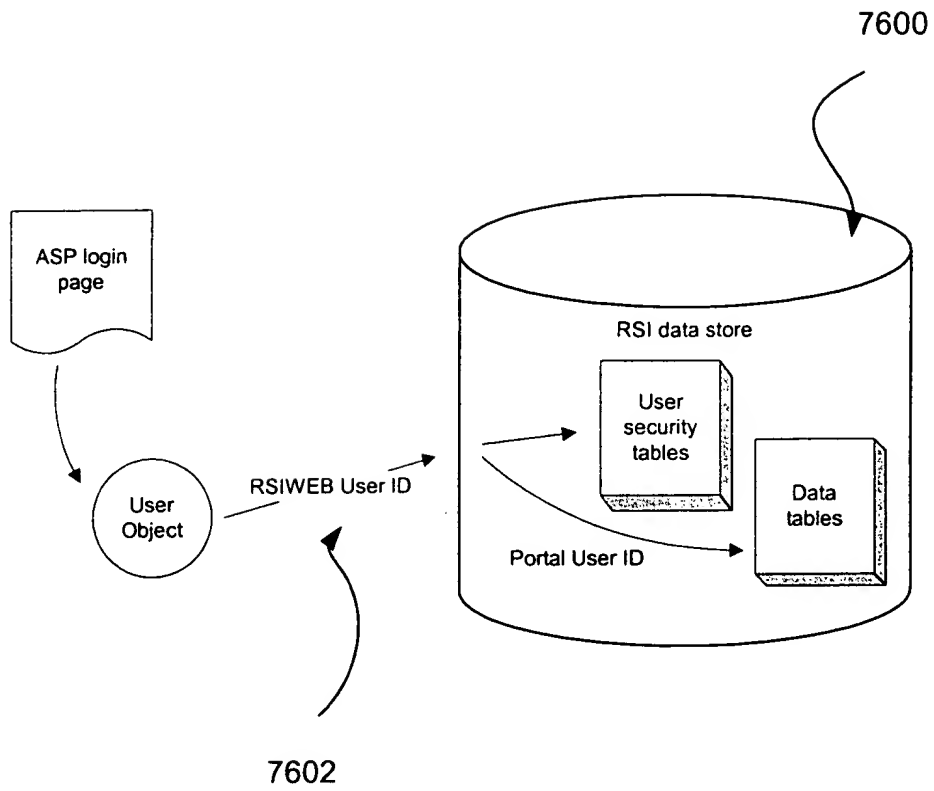 7600
ASP login
page
RSI data store
User
security
tables
RSIWEB User ID
User
Object
Data
tables
Portal User ID
7602